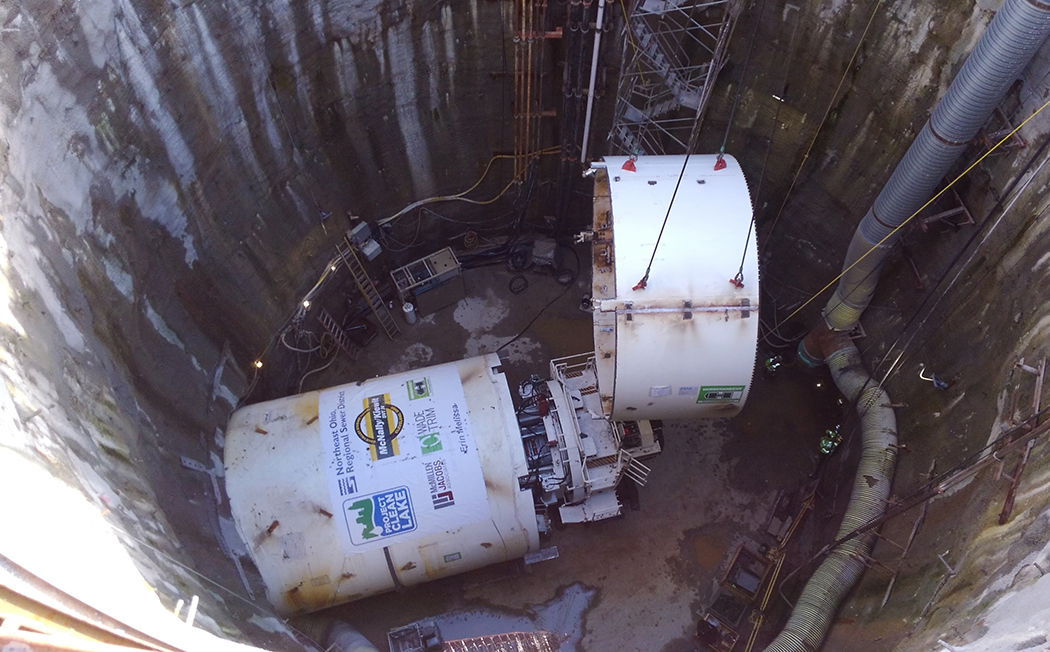 Northeast Ohio
Regional Sewer District
McNally/Kiewit
WADE
TRIM
Erin Melissa
McMILLEN
JACOBS
PROJECT
CLEAN
LAKE